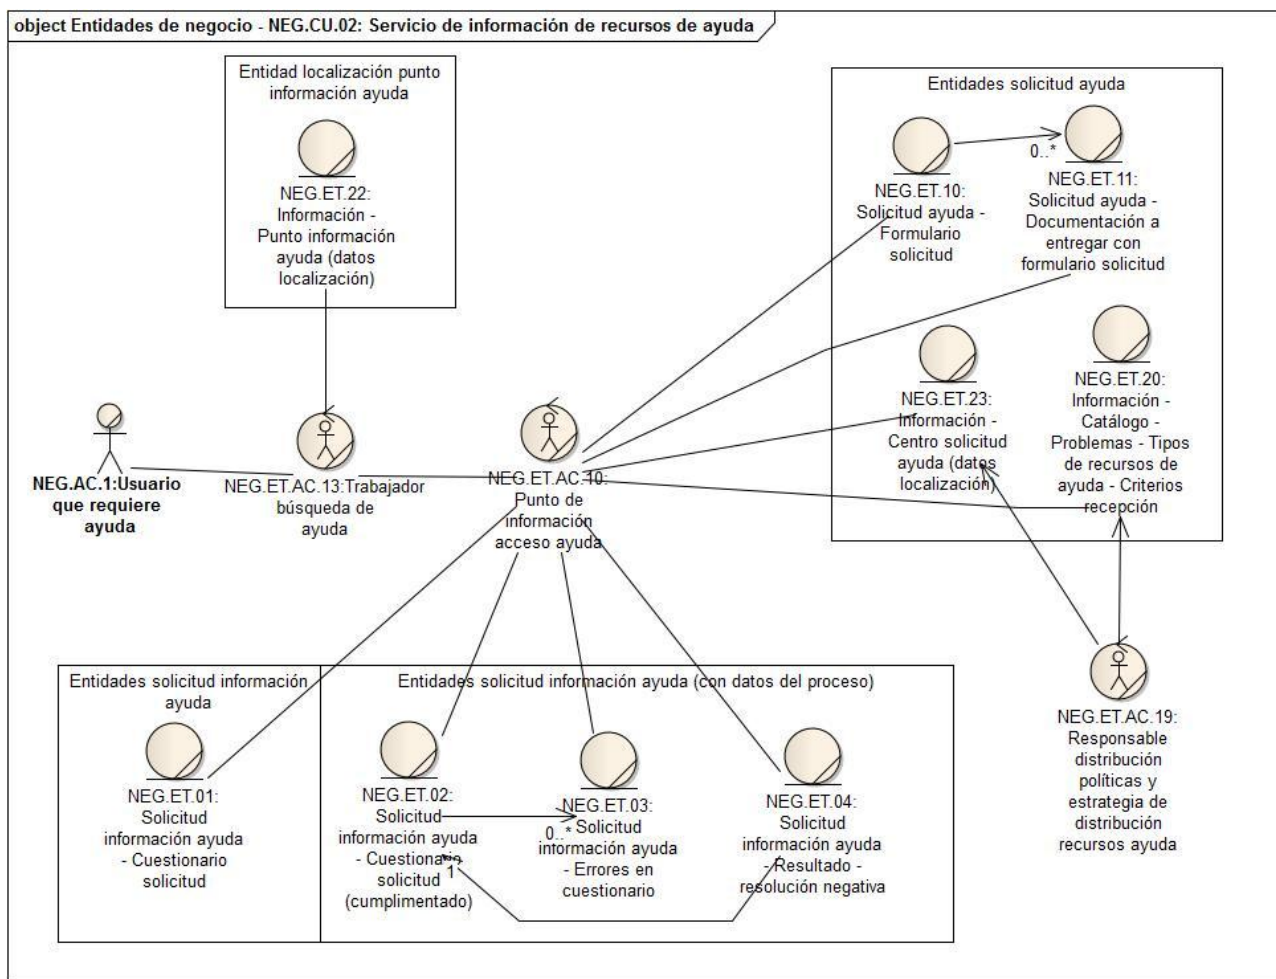 object Entidades de negocio - NEG.CU.02: Servicio de información de recursos de ayuda
Entidad localización punto
información ayuda
NEG.ET.22:
Información -
Punto información
ayuda (datos
localización)
Entidades solicitud ayuda
NEG.ET.10:
Solicitud ayuda -
Formulario
solicitud
0..*
NEG.ET.11:
Solicitud ayuda -
Documentación a
entregar con
formulario solicitud
NEG.ET.23:
Información -
Centro solicitud
ayuda (datos
localización)
NEG.ET.20:
Información -
Catálogo -
Problemas - Tipos
de recursos de
ayuda - Criterios
recepción
NEG.AC.1:Usuario
que requiere
ayuda
NEG.ET.AC.13:Trabajador
búsqueda de
ayuda
NEG.ET.AC.10:
Punto de
información
acceso ayuda
NEG.ET.AC.19:
Responsable
distribución
políticas y
estrategia de
distribución
recursos ayuda
Entidades solicitud información
ayuda
NEG.ET.01:
Solicitud
información ayuda
- Cuestionario
solicitud
Entidades solicitud información ayuda (con datos del proceso)
NEG.ET.02:
Solicitud
información ayuda
- Cuestionario
solicitud
(cumplimentado)
1
0..*
NEG.ET.03:
Solicitud
información ayuda
- Errores en
cuestionario
NEG.ET.04:
Solicitud
información ayuda
- Resultado -
resolución negativa